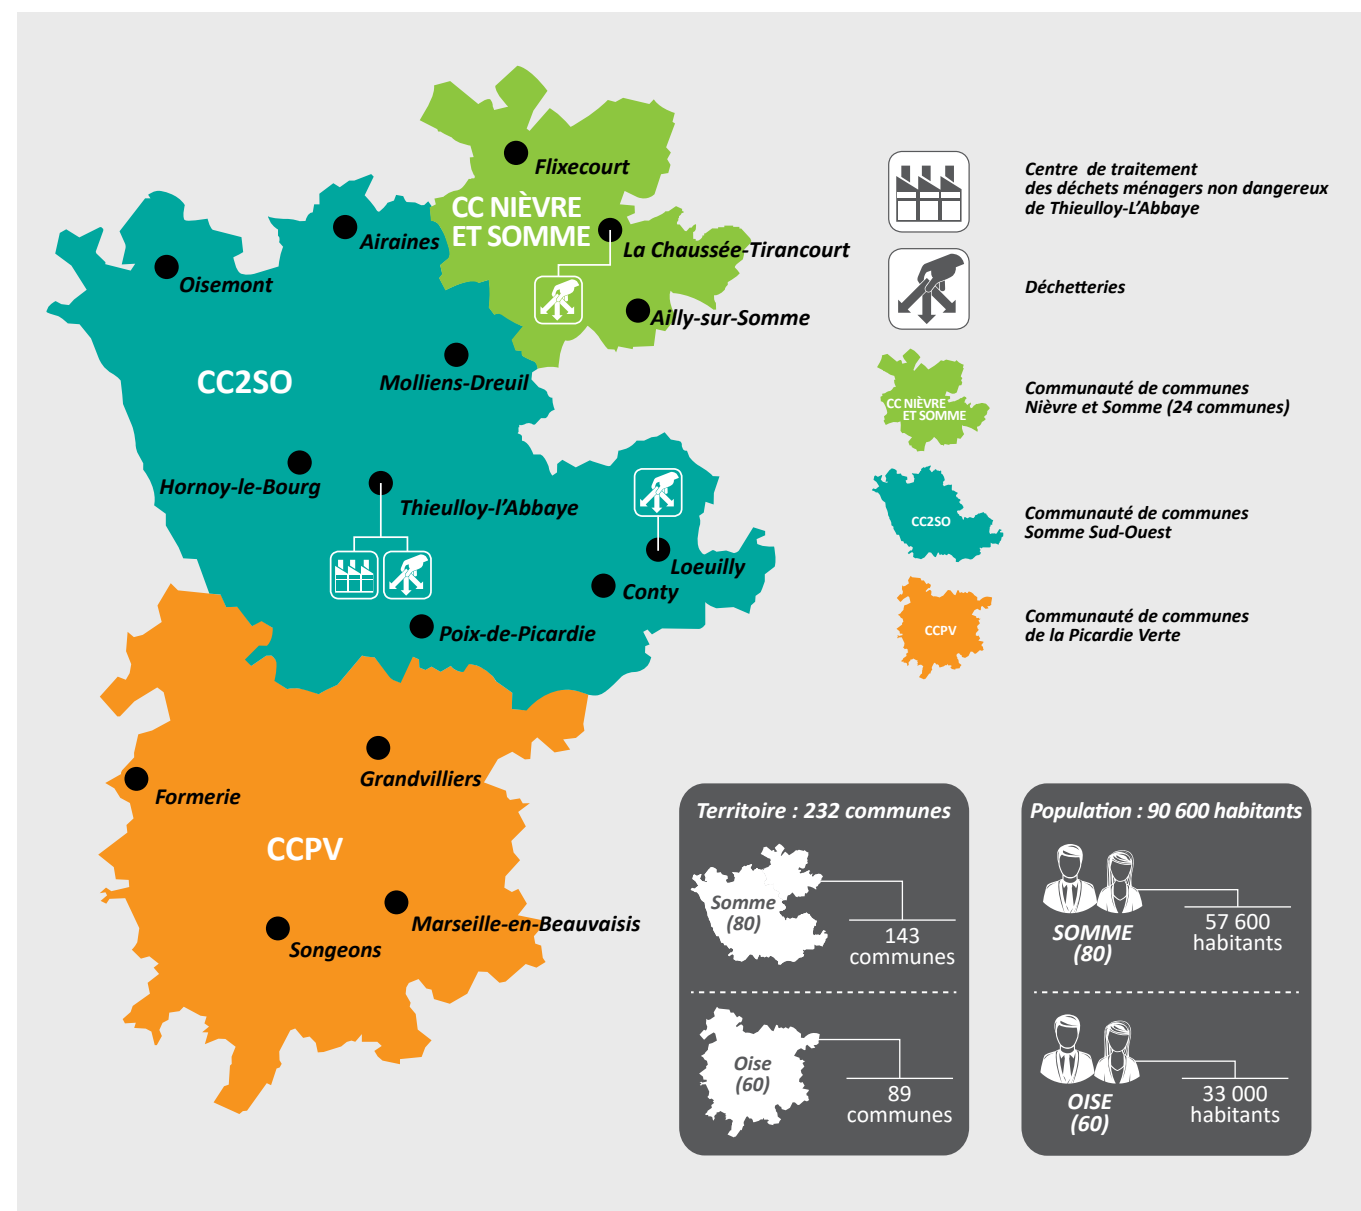 Flixecourt
CC NIÈVRE
ET SOMME
Airaines
La Chaussée-Tirancourt
Oisemont
Ailly-sur-Somme
CC2SO
Molliens-Dreuil
Hornoy-le-Bourg
Thieulloy-l’Abbaye
Loeuilly
Conty
Poix-de-Picardie
Grandvilliers
Formerie
CCPV
Marseille-en-Beauvaisis
Songeons
Centre de traitement
des déchets ménagers non dangereux
de Thieulloy-L’Abbaye
Déchetteries
CC NIÈVRE
ET SOMME
Communauté de communes
Nièvre et Somme (24 communes)
CC2SO
Communauté de communes
Somme Sud-Ouest
CCPV
Communauté de communes
de la Picardie Verte
Territoire : 232 communes
Somme
(80)
143
communes
Oise
(60)
89
communes
Population : 90 600 habitants
SOMME
(80)
57 600
habitants
OISE
(60)
33 000
habitants